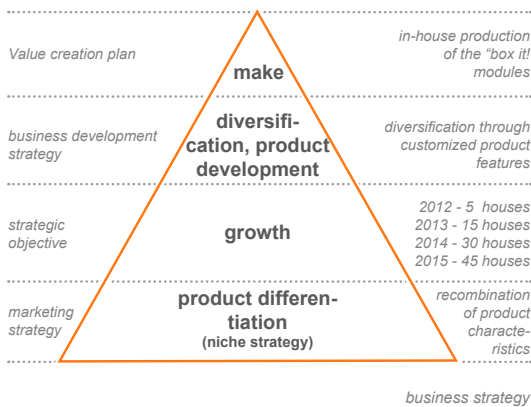 Value creation plan
make
in-house production
of the “box it!
modules
business development
strategy
diversifi-
cation, product
development
diversification through
customized product
features
strategic
objective
growth
2012 - 5 houses
2013 - 15 houses
2014 - 30 houses
2015 - 45 houses
marketing
strategy
product differen-
tiation
(niche strategy)
recombination
of product
characte-
ristics
business strategy